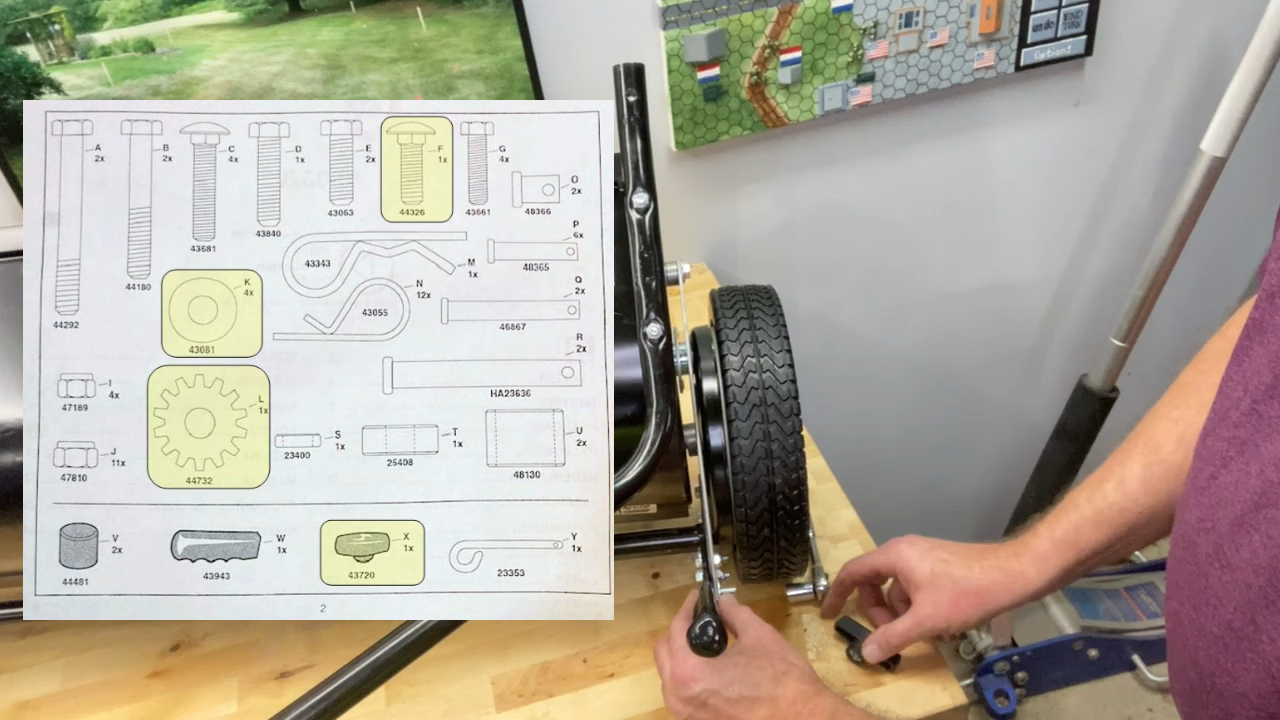 A
2x
44292
B
2x
44180
C
4x
43681
D
1x
43840
E
2x
43063
F
1x
44326
G
4x
43661
O
2x
48366
P
6x
48365
43343
M
1x
N
12x
43055
Q
2x
46867
K
4x
43081
R
2x
HA23636
I
4x
47189
L
1x
44732
J
11x
47810
S
1x
23400
T
1x
25408
U
2x
48130
V
2x
44481
W
1x
43943
X
1x
43720
Y
1x
23353
2
Options